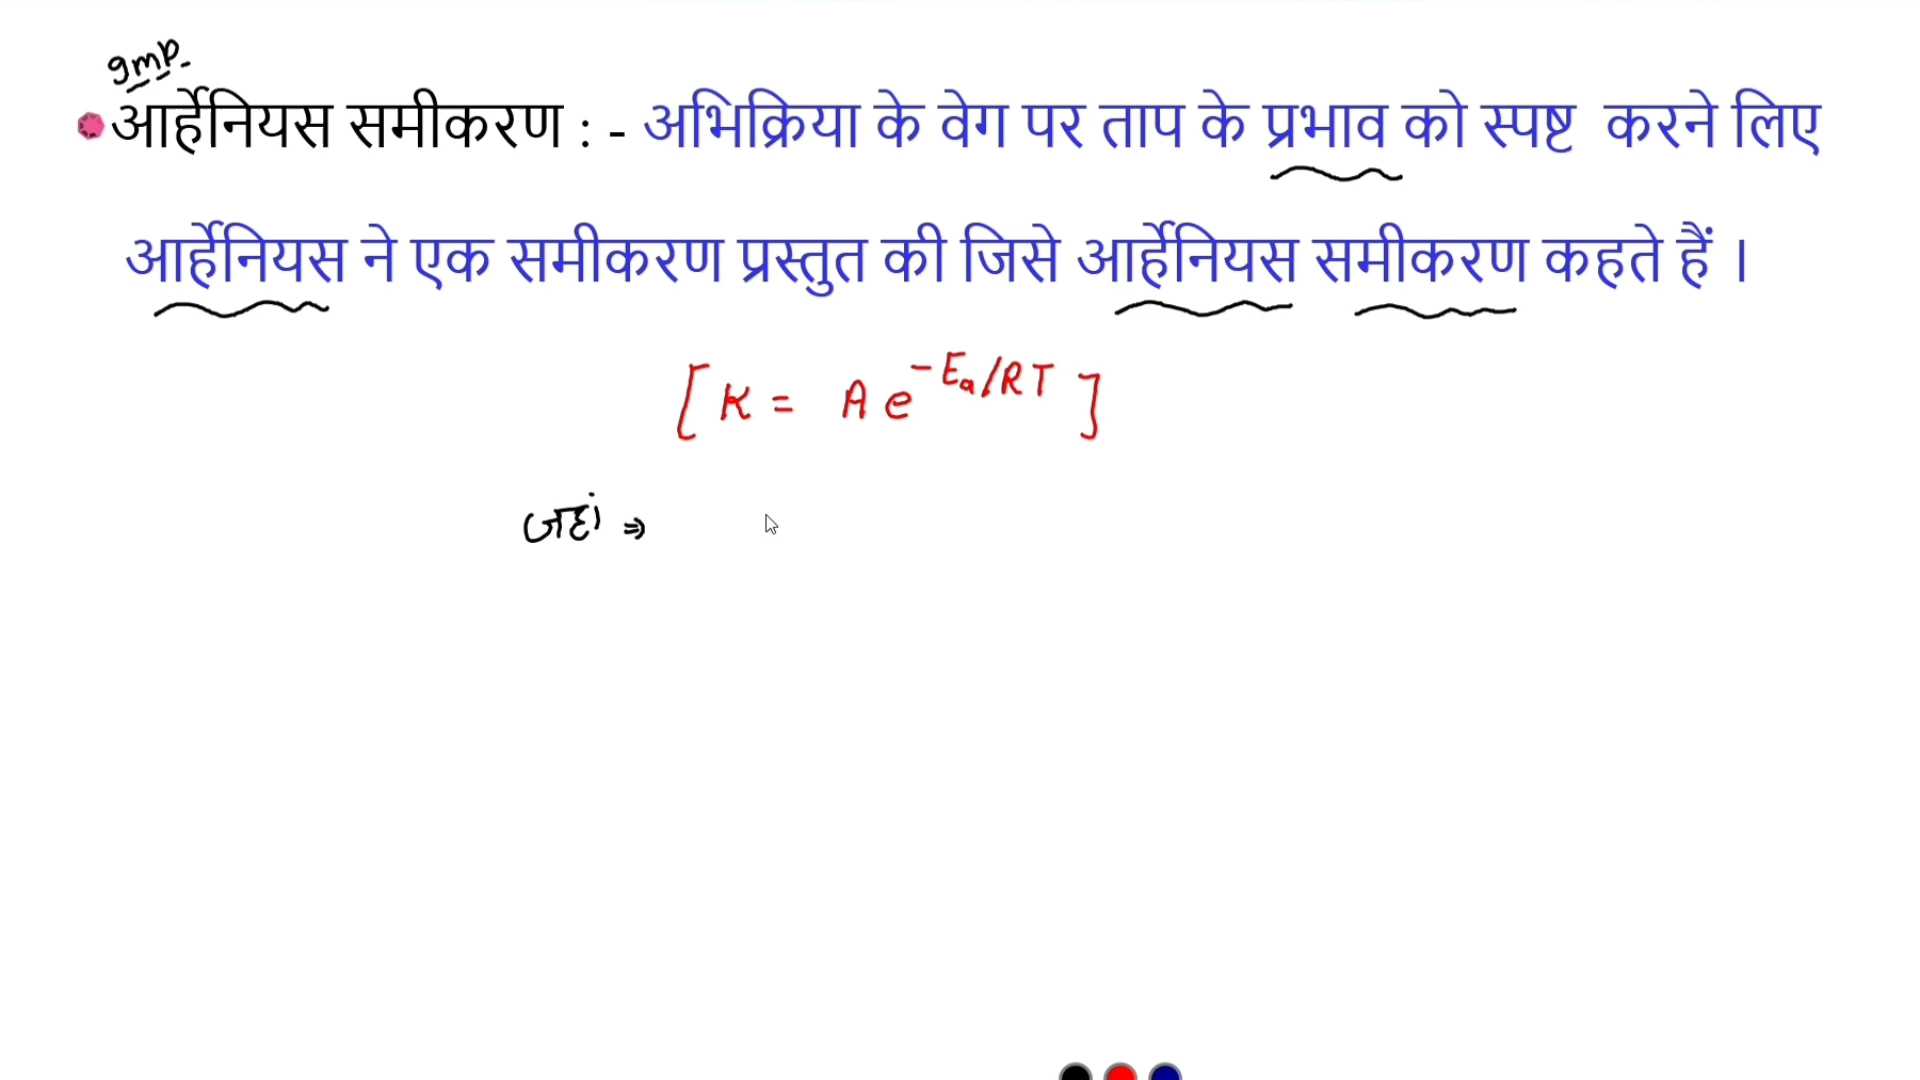 Imp.
आर्हेनियस समीकरण : - अभिक्रिया के वेग पर ताप के प्रभाव को स्पष्ट करने लिए
आर्हेनियस ने एक समीकरण प्रस्तुत की जिसे आर्हेनियस समीकरण कहते हैं ।
[ K = A e^-Ea/RT ]
जहां ⇒